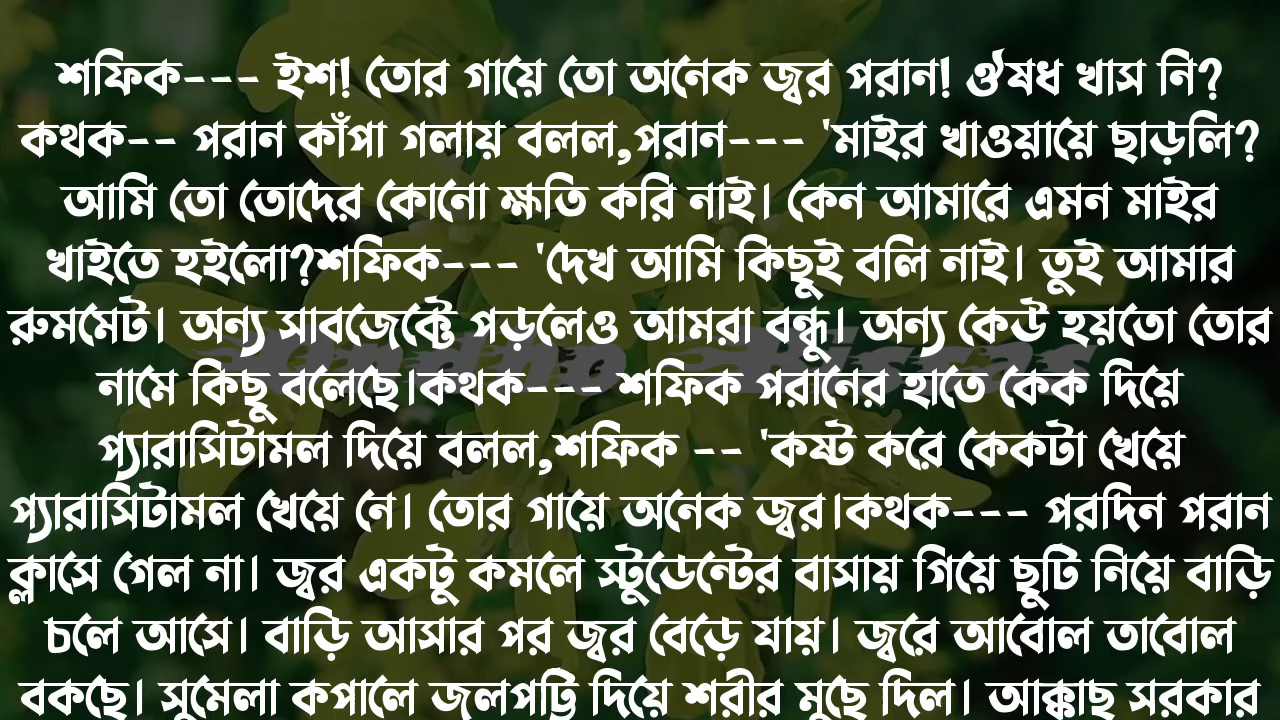 শফিক--- ইশ! তোর গায়ে তো অনেক জ্বর পরান! ঔষধ খাস নি?
কথক-- পরান কাঁপা গলায় বলল,পরান--- 'মাইর খাওয়ায়ে ছাড়লি?
আমি তো তোদের কোনো ক্ষতি করি নাই। কেন আমারে এমন মাইর
খাইতে হইলো?শফিক--- 'দেখ আমি কিছুই বলি নাই। তুই আমার
রুমমেট। অন্য সাবজেক্টে পড়লেও আমরা বন্ধু। অন্য কেউ হয়তো তোর
নামে কিছু বলেছে।কথক--- শফিক পরানের হাতে কেক দিয়ে
প্যারাসিটামল দিয়ে বলল,শফিক -- 'কষ্ট করে কেকটা খেয়ে
প্যারাসিটামল খেয়ে নে। তোর গায়ে অনেক জ্বর।কথক--- পরদিন পরান
ক্লাসে গেল না। জ্বর একটু কমলে স্টুডেন্টের বাসায় গিয়ে ছুটি নিয়ে বাড়ি
চলে আসে। বাড়ি আসার পর জ্বর বেড়ে যায়। জ্বরে আবোল তাবোল
বকছে। সুমেলা কপালে জলপট্টি দিয়ে শরীর মুছে দিল। আক্কাছ সরকার